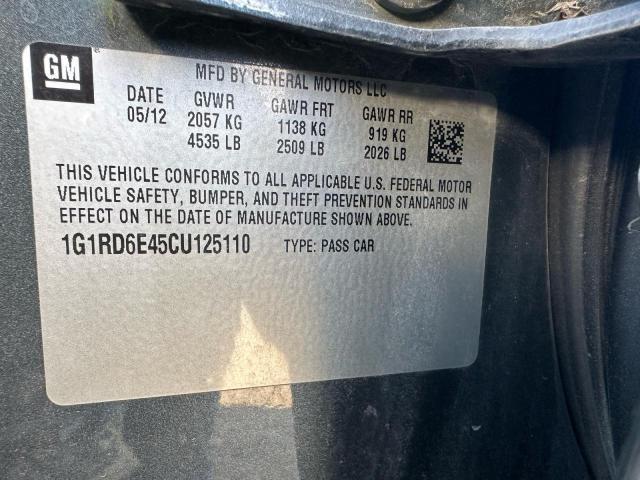 GM
MFD BY GENERAL MOTORS LLC
DATE GVWR GAWR FRT GAWR RR
05/12 2057 KG 1138 KG 919 KG
4535 LB 2509 LB 2026 LB
THIS VEHICLE CONFORMS TO ALL APPLICABLE U.S. FEDERAL MOTOR
VEHICLE SAFETY, BUMPER, AND THEFT PREVENTION STANDARDS IN
EFFECT ON THE DATE OF MANUFACTURE SHOWN ABOVE.
1G1RD6E45CU125110 TYPE: PASS CAR